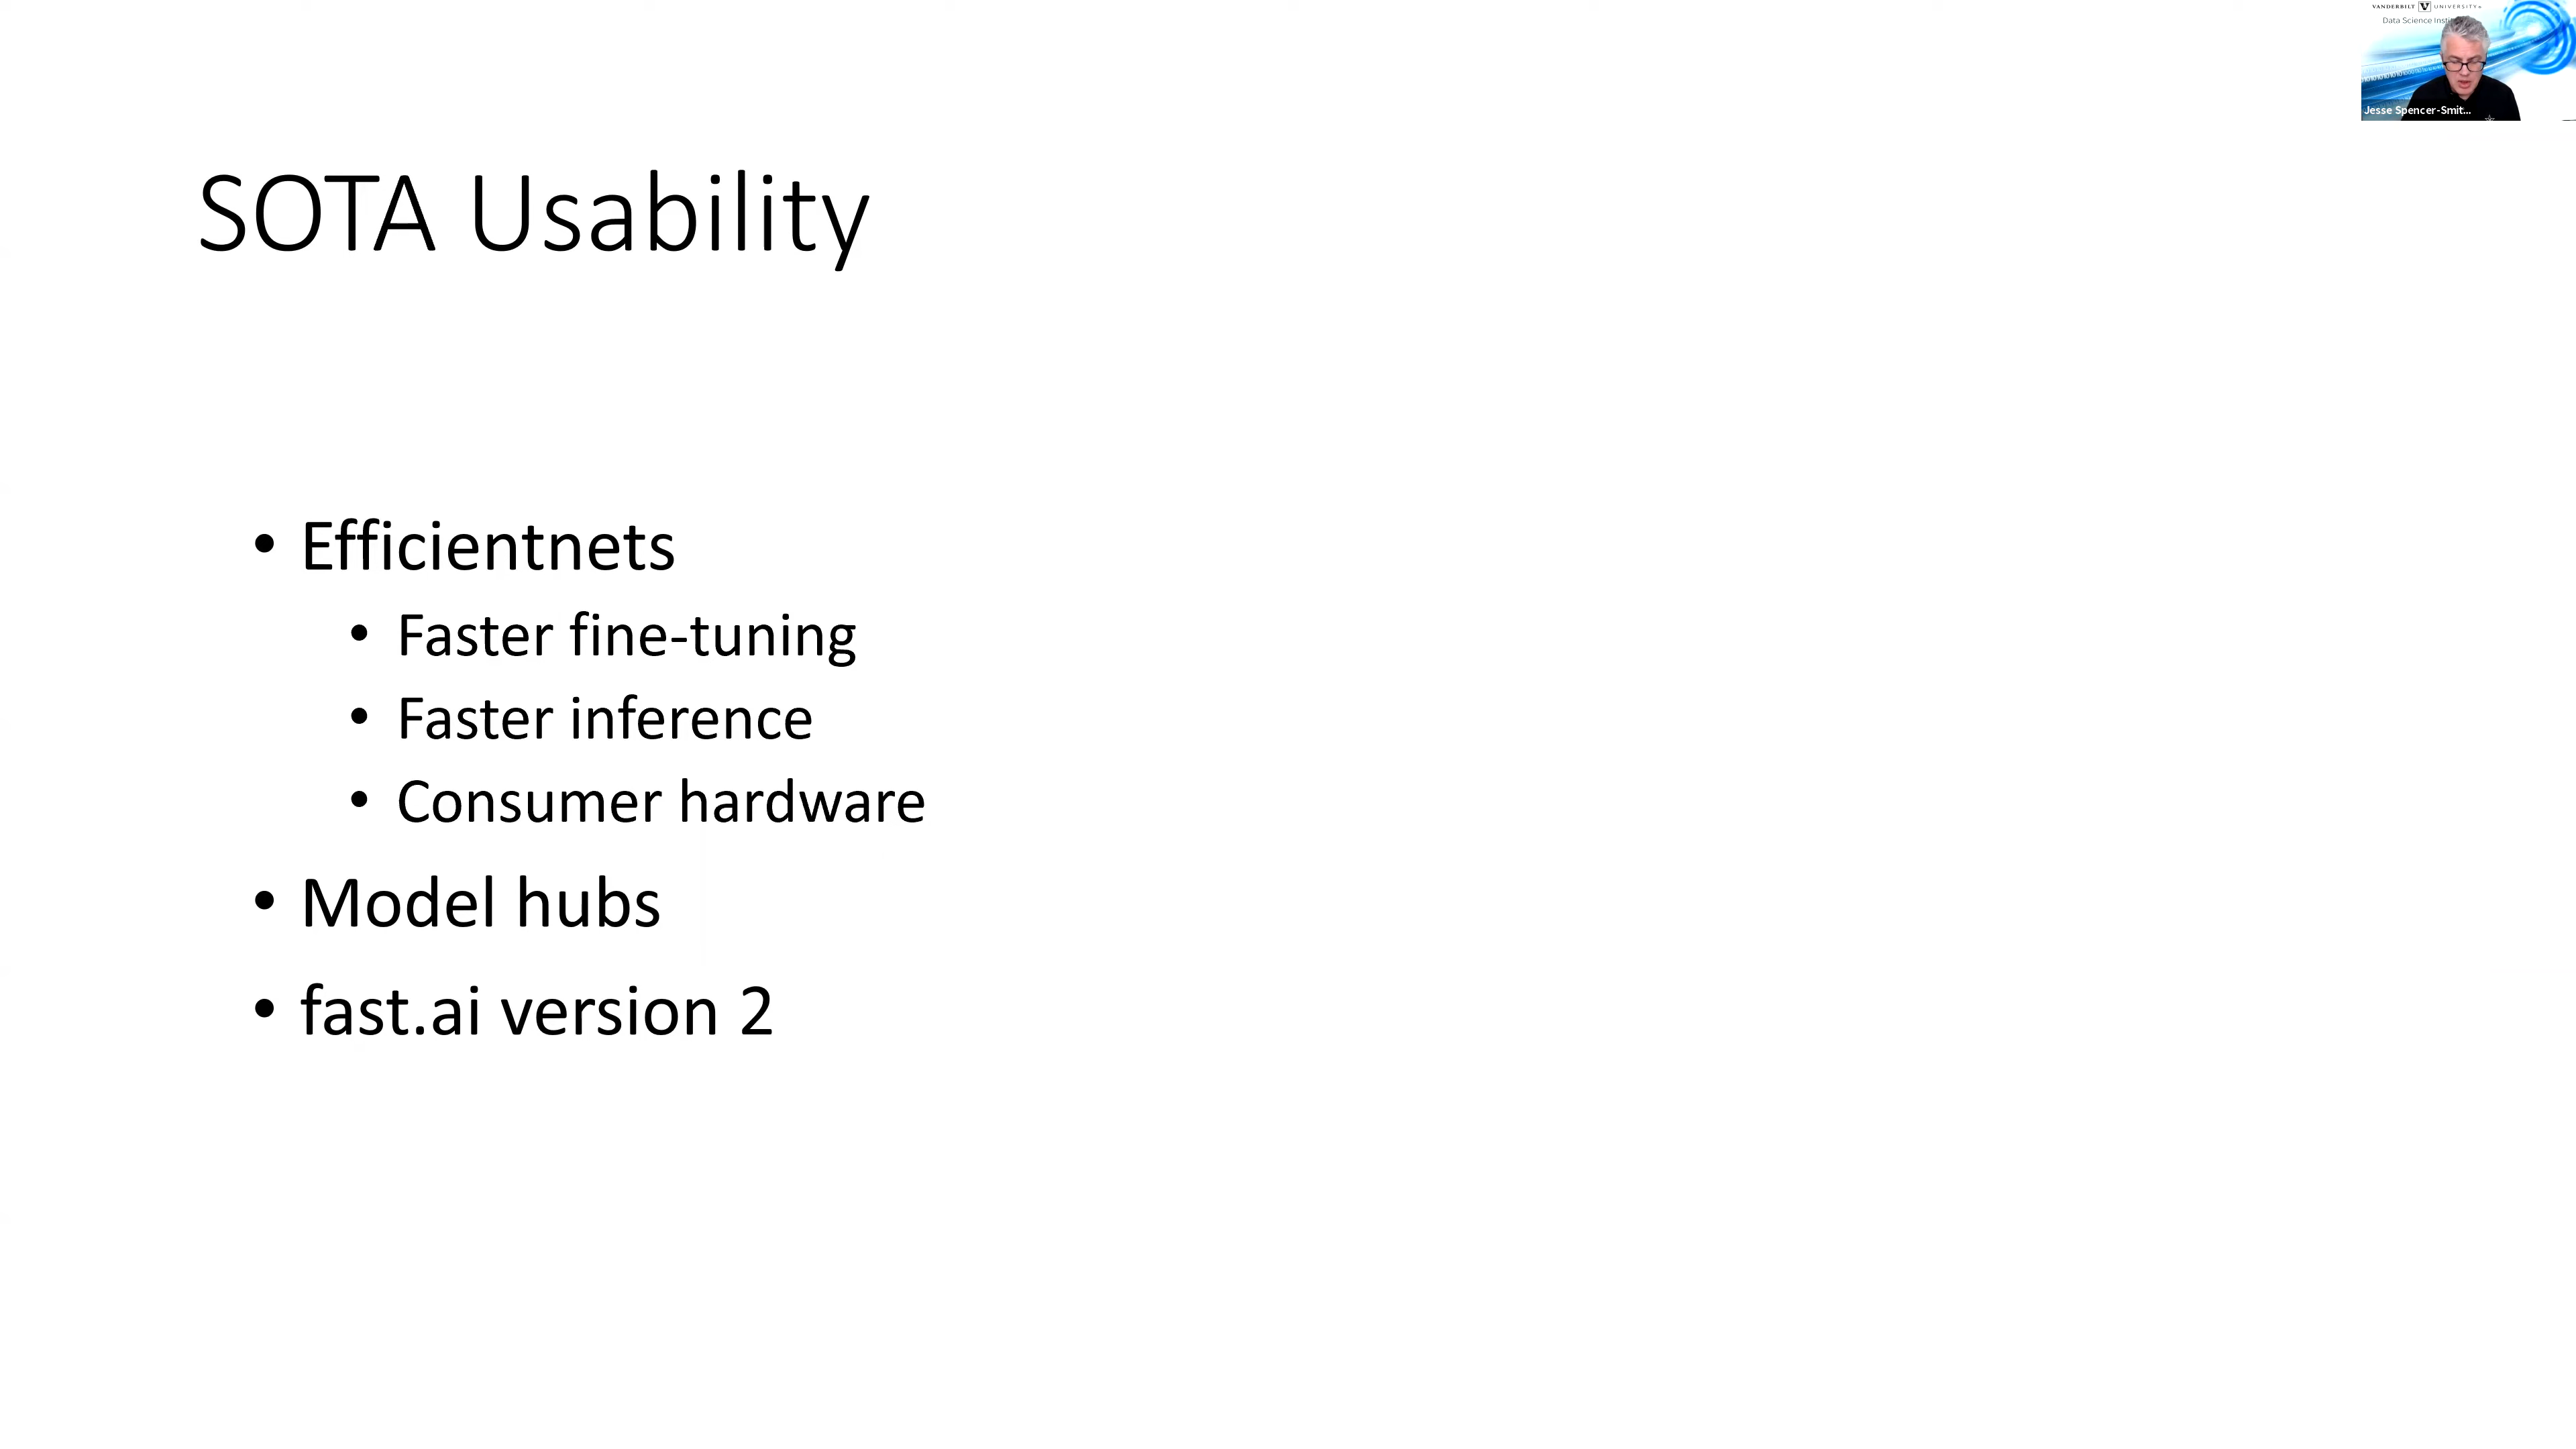 VANDERBILT V UNIVERSITY
Data Science Insti
Jesse Spencer-Smit...
SOTA Usability
• Efficientnets
• Faster fine-tuning
• Faster inference
• Consumer hardware
• Model hubs
• fast.ai version 2